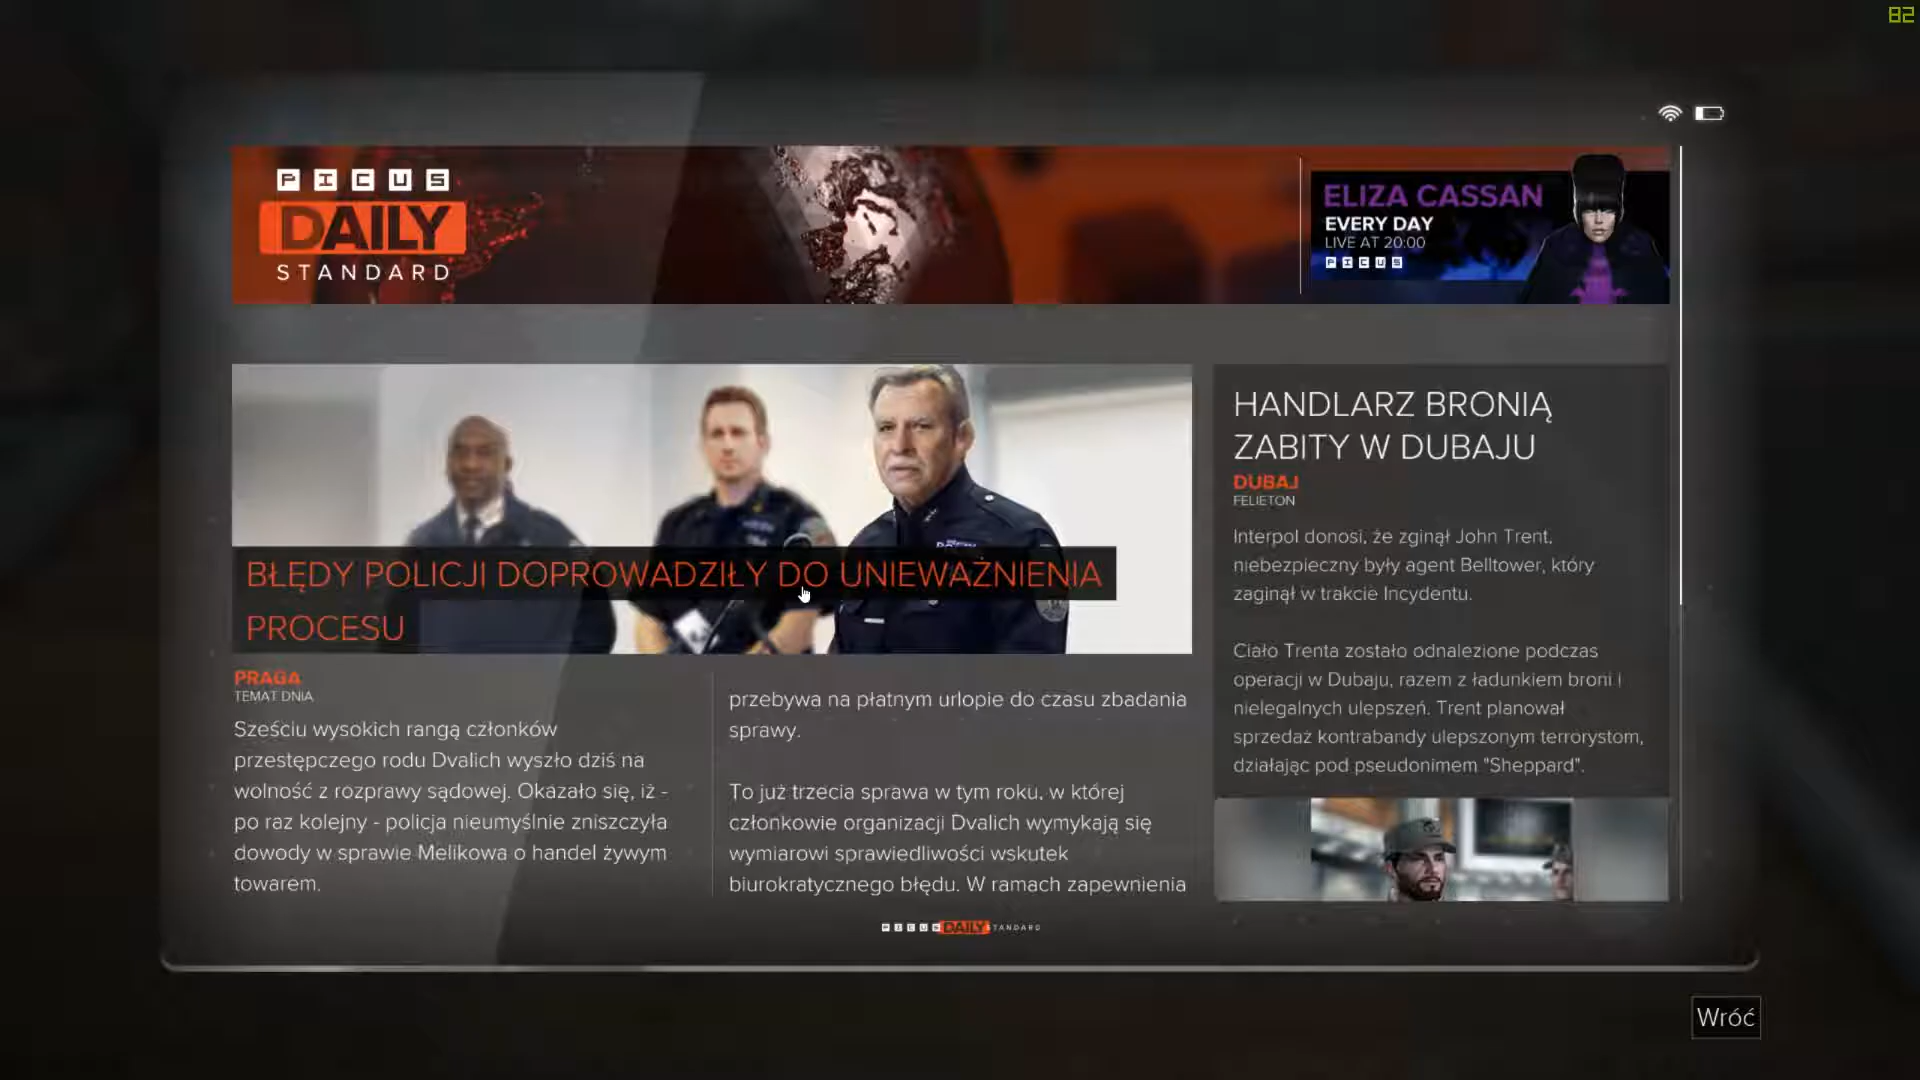 82
PICUS
DAILY
STANDARD
ELIZA CASSAN
EVERY DAY
LIVE AT 20:00
PICUS
BŁĘDY POLICJI DOPROWADZIŁY DO UNIEWAŻNIENIA
PROCESU
PRAGA
TEMAT DNIA
Sześciu wysokich rangą członków
przestępczego rodu Dvalich wyszło dziś na
wolność z rozprawy sądowej. Okazało się, iż -
po raz kolejny - policja nieumyślnie zniszczyła
dowody w sprawie Melikowa o handel żywym
towarem.
przebywa na płatnym urlopie do czasu zbadania
sprawy.
To już trzecia sprawa w tym roku, w której
członkowie organizacji Dvalich wymykają się
wymiarowi sprawiedliwości wskutek
biurokratycznego błędu. W ramach zapewnienia
HANDLARZ BRONIĄ
ZABITY W DUBAJU
DUBAJ
FELIETON
Interpol donosi, że zginął John Trent,
niebezpieczny były agent Belltower, który
zaginął w trakcie Incydentu.
Ciało Trenta zostało odnalezione podczas
operacji w Dubaju, razem z ładunkiem broni i
nielegalnych ulepszeń. Trent planował
sprzedaż kontrabandy ulepszonym terrorystom,
działając pod pseudonimem "Sheppard".
PICUS DAILY STANDARD
Wróć